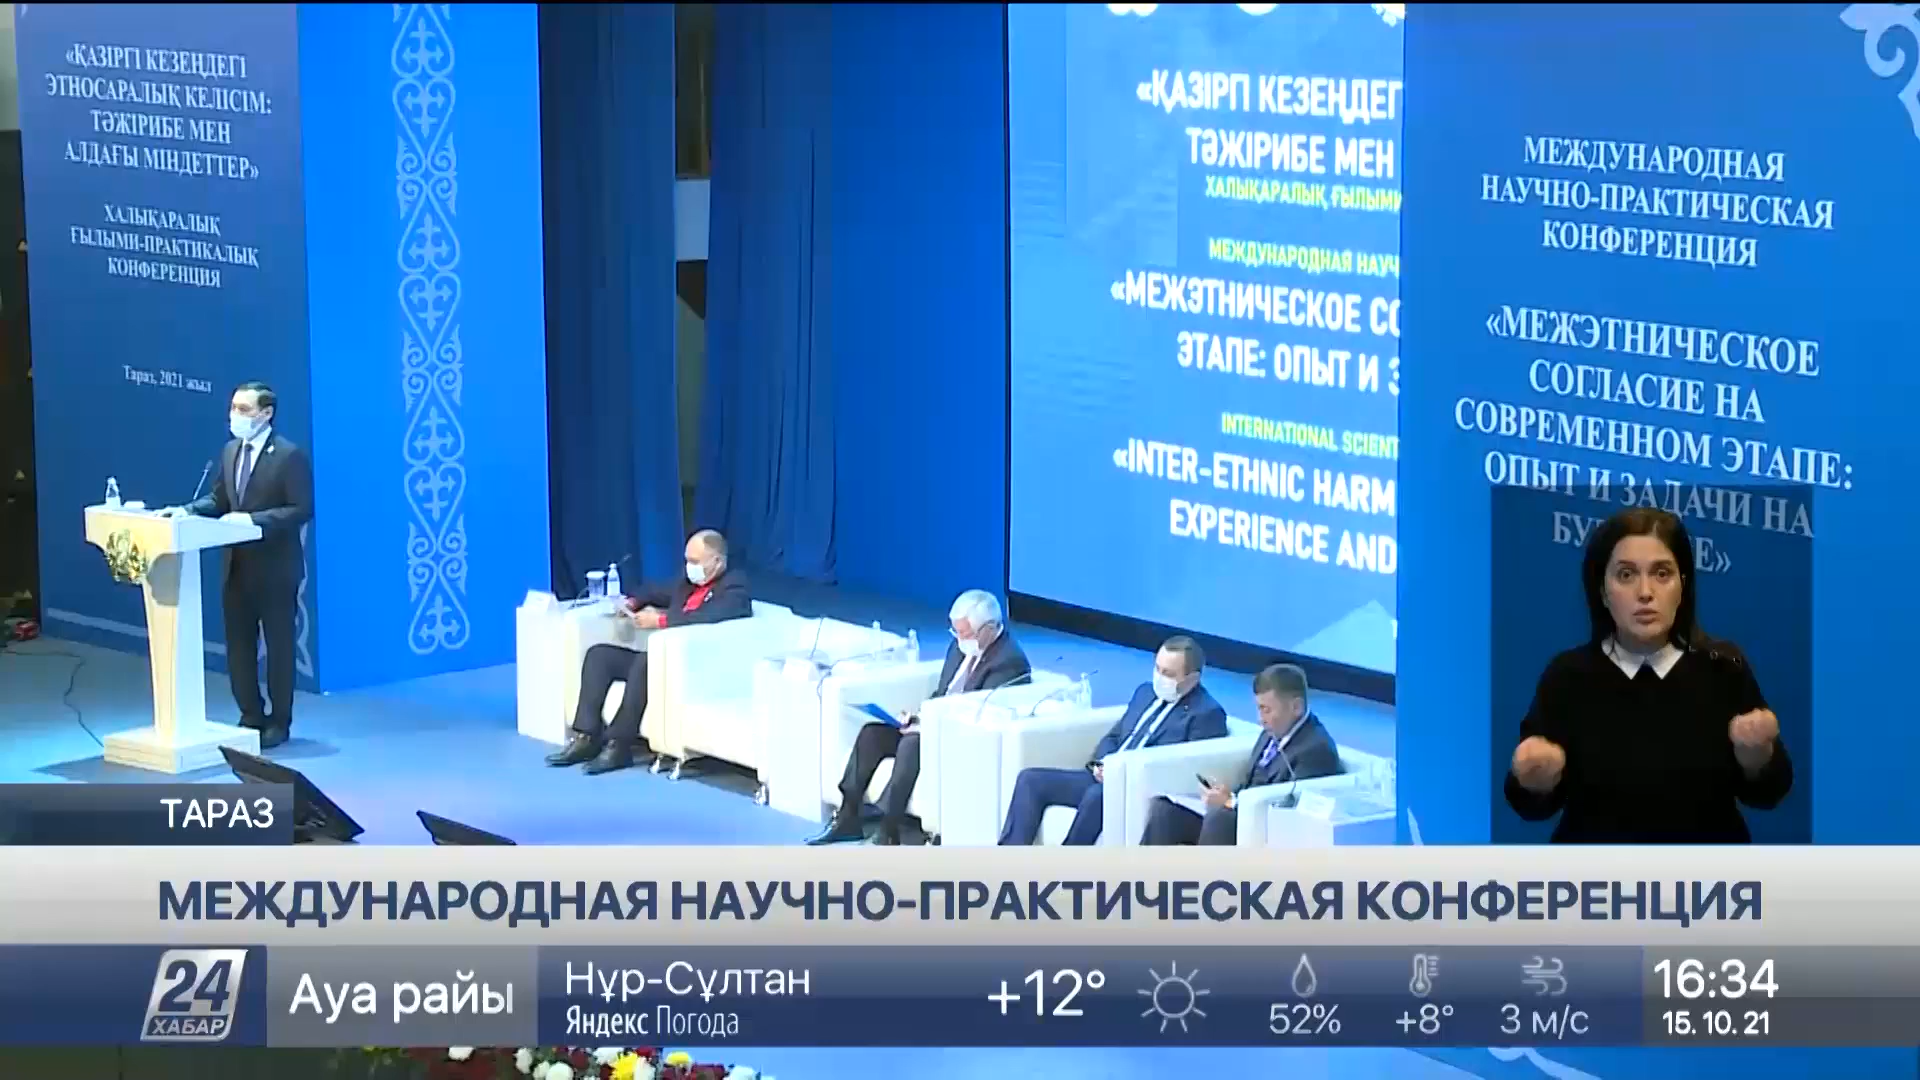 «ҚАЗІРГІ КЕЗЕҢДЕГІ
ЭТНОСАРАЛЫҚ КЕЛІСІМ:
ТӘЖІРИБЕ МЕН
АЛДАҒЫ МІНДЕТТЕР»
ХАЛЫҚАРАЛЫҚ
ҒЫЛЫМИ-ПРАКТИКАЛЫҚ
КОНФЕРЕНЦИЯ
Тараз, 2021 жыл
«ҚАЗІРГІ КЕЗЕҢДЕГ
ТӘЖІРИБЕ МЕН
ХАЛЫҚАРАЛЫҚ ҒЫЛЫМИ
МЕЖДУНАРОДНАЯ НАУЧ
«МЕЖЭТНИЧЕСКОЕ СО
ЭТАПЕ: ОПЫТ И З
INTERNATIONAL SCIENT
«INTER-ETHNIC HARM
EXPERIENCE AND
МЕЖДУНАРОДНАЯ
НАУЧНО-ПРАКТИЧЕСКАЯ
КОНФЕРЕНЦИЯ
«МЕЖЭТНИЧЕСКОЕ
СОГЛАСИЕ НА
СОВРЕМЕННОМ ЭТАПЕ:
ОПЫТ И ЗАДАЧИ НА
ТАРАЗ
МЕЖДУНАРОДНАЯ НАУЧНО-ПРАКТИЧЕСКАЯ КОНФЕРЕНЦИЯ
24
ХАБАР
Ауа райы
Нұр-Сұлтан
Яндекс Погода
+12°
52%
+8°
3 м/с
16:34
15.10.21